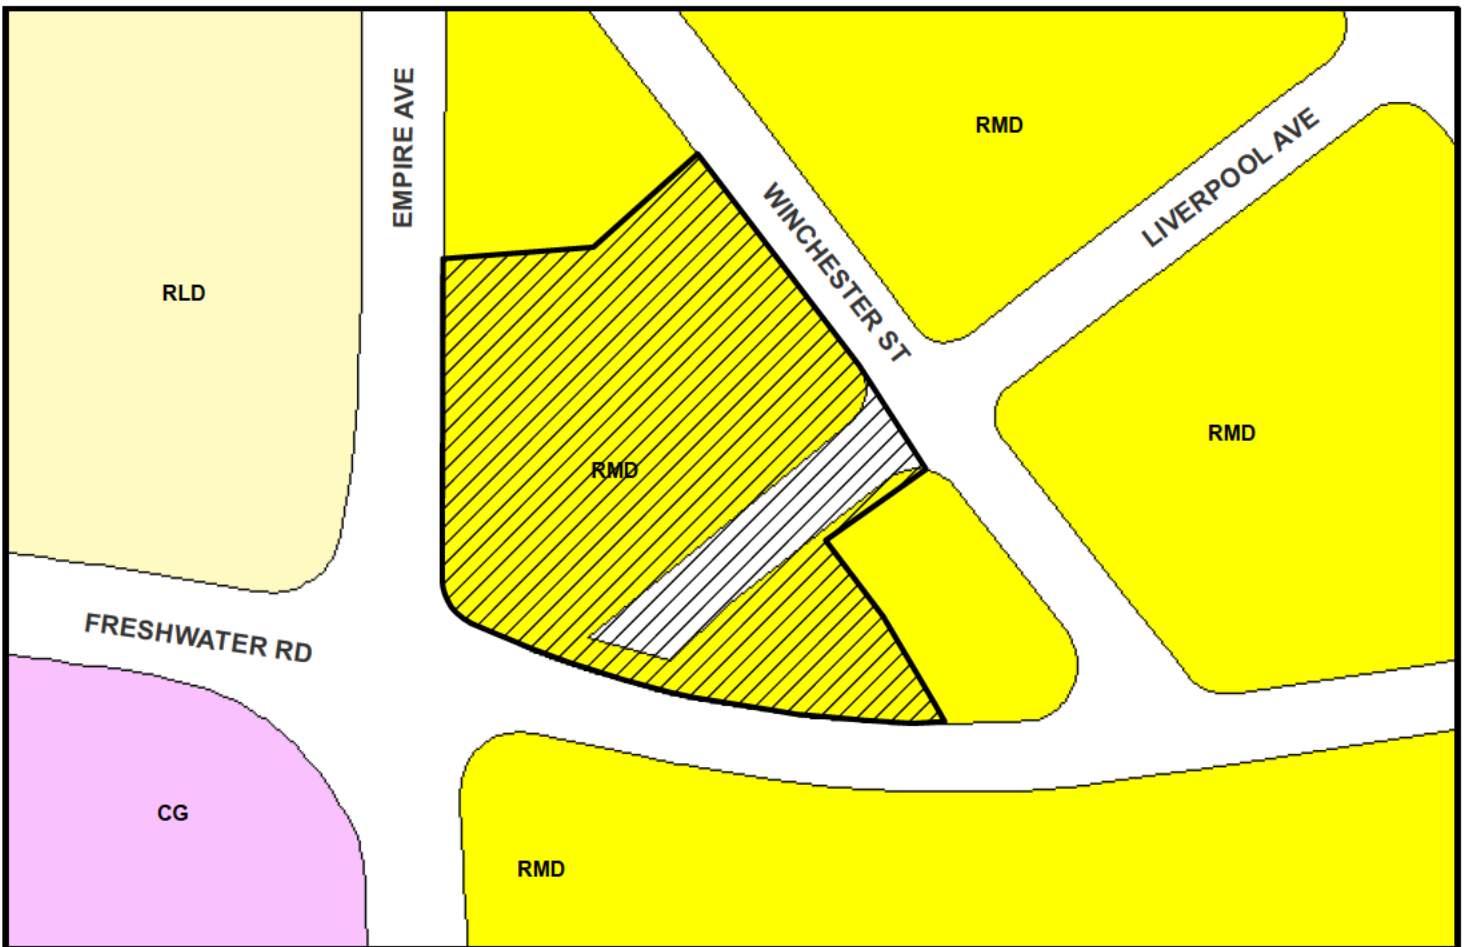 EMPIRE AVE
RMD
LIVERPOOL AVE
WINCHESTER ST
RLD
RMD
RMD
FRESHWATER RD
CG
RMD